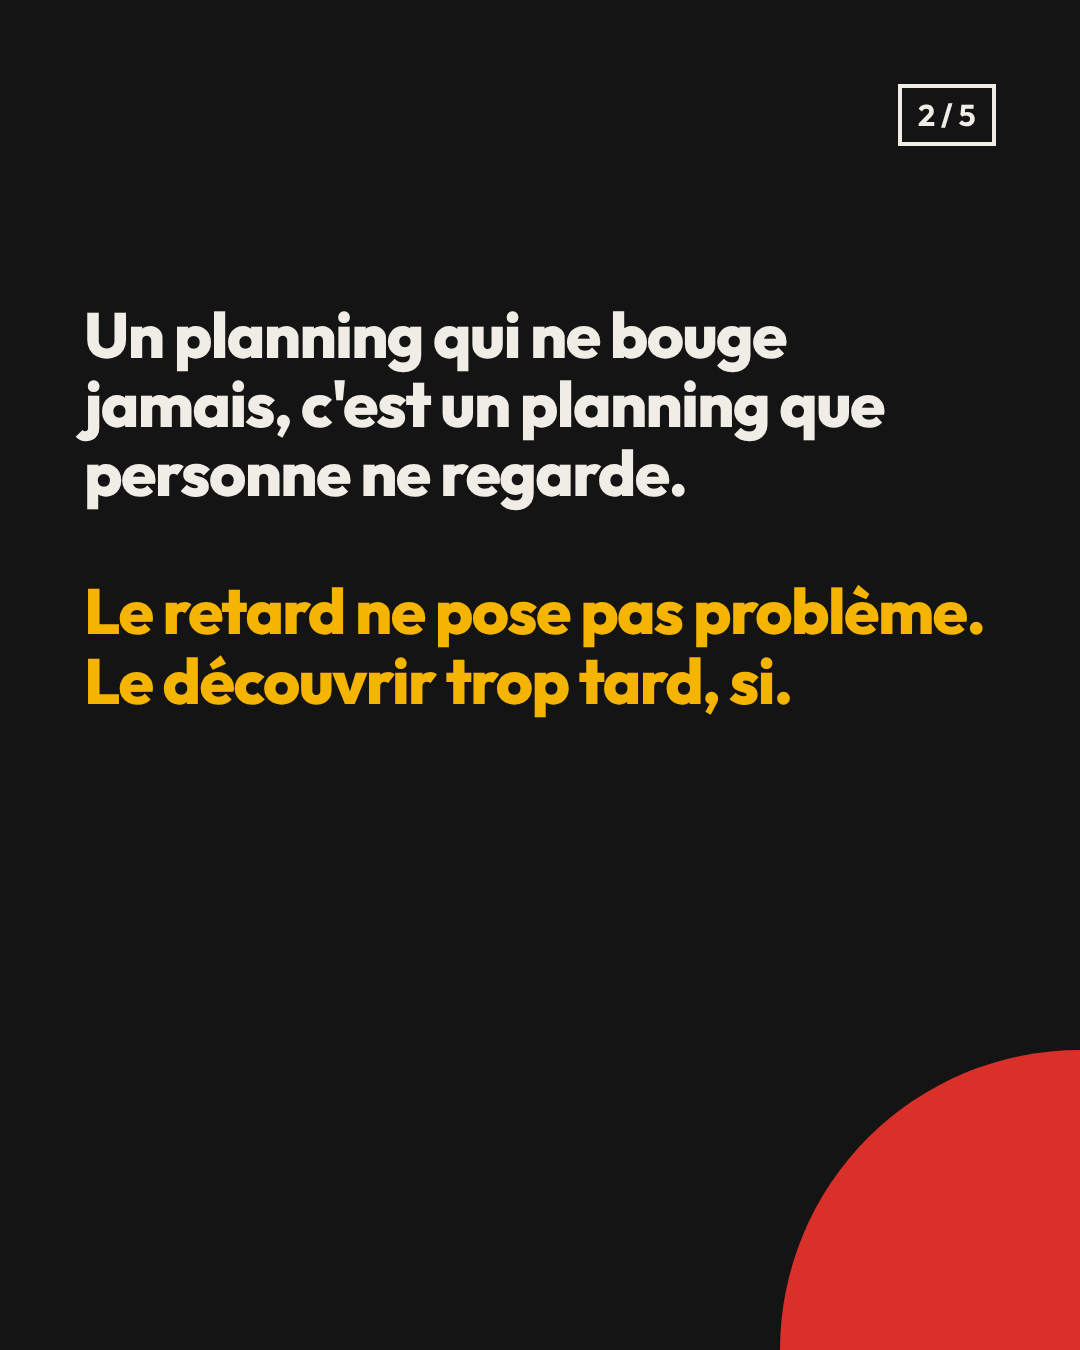 2 / 5
Un planning qui ne bouge
jamais, c'est un planning que
personne ne regarde.
Le retard ne pose pas problème.
Le découvrir trop tard, si.